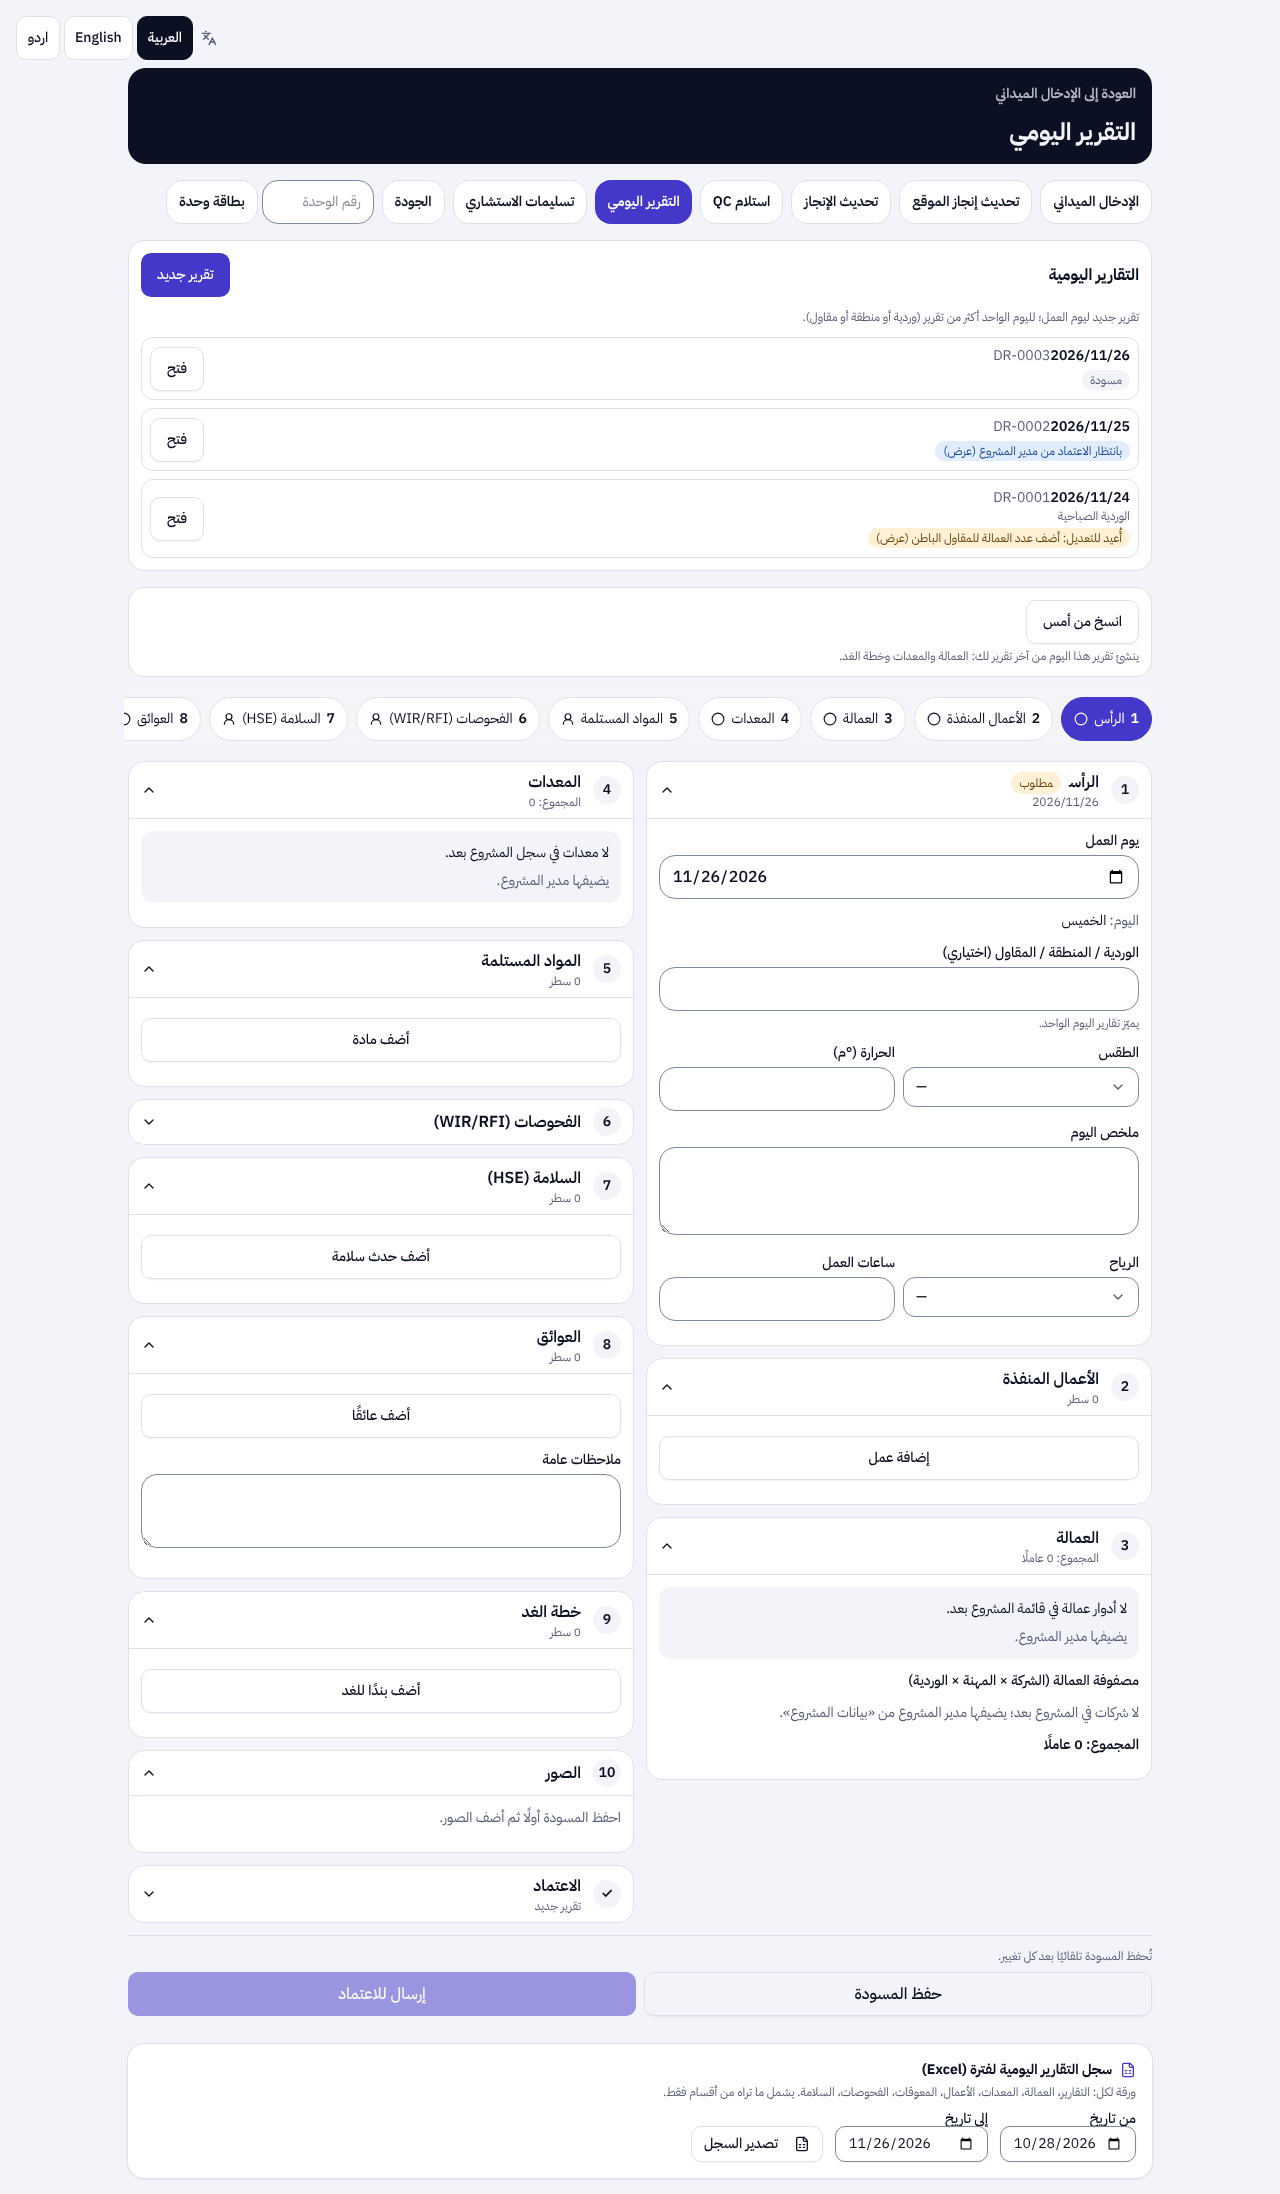 العربية
English
اردو
العودة إلى الإدخال الميداني
التقرير اليومي
الإدخال الميداني
تحديث إنجاز الموقع
تحديث الإنجاز
استلام QC
التقرير اليومي
تسليمات الاستشاري
الجودة
رقم الوحدة
بطاقة وحدة
التقارير اليومية
تقرير جديد
تقرير جديد ليوم العمل؛ لليوم الواحد أكثر من تقرير (وردية أو منطقة أو مقاول).
2026/11/26 DR-0003
مسودة
فتح
2026/11/25 DR-0002
بانتظار الاعتماد من مدير المشروع (عرض)
فتح
2026/11/24 DR-0001
الوردية الصباحية
أُعيد للتعديل: أضف عدد العمالة للمقاول الباطن (عرض)
فتح
انسخ من أمس
ينشئ تقرير هذا اليوم من آخر تقرير لك: العمالة والمعدات وخطة الغد.
1 الرأس
2 الأعمال المنفذة
3 العمالة
4 المعدات
5 المواد المستلمة
6 الفحوصات (WIR/RFI)
7 السلامة (HSE)
8 العوائق
1 الرأس مطلوب
2026/11/26
يوم العمل
11/26/2026
اليوم: الخميس
الوردية / المنطقة / المقاول (اختياري)
يميّز تقارير اليوم الواحد.
الطقس
—
الحرارة (°م)
ملخص اليوم
الرياح
—
ساعات العمل
2 الأعمال المنفذة
0 سطر
إضافة عمل
3 العمالة
المجموع: 0 عاملًا
لا أدوار عمالة في قائمة المشروع بعد.
يضيفها مدير المشروع.
مصفوفة العمالة (الشركة × المهنة × الوردية)
لا شركات في المشروع بعد؛ يضيفها مدير المشروع من «بيانات المشروع».
المجموع: 0 عاملًا
4 المعدات
المجموع: 0
لا معدات في سجل المشروع بعد.
يضيفها مدير المشروع.
5 المواد المستلمة
0 سطر
أضف مادة
6 الفحوصات (WIR/RFI)
7 السلامة (HSE)
0 سطر
أضف حدث سلامة
8 العوائق
0 سطر
أضف عائقًا
ملاحظات عامة
9 خطة الغد
0 سطر
أضف بندًا للغد
10 الصور
احفظ المسودة أولًا ثم أضف الصور.
الاعتماد
تقرير جديد
تُحفظ المسودة تلقائيًا بعد كل تغيير.
حفظ المسودة
إرسال للاعتماد
سجل التقارير اليومية لفترة (Excel)
ورقة لكل: التقارير، العمالة، المعدات، الأعمال، المعوقات، الفحوصات، السلامة. يشمل ما تراه من أقسام فقط.
من تاريخ
10/28/2026
إلى تاريخ
11/26/2026
تصدير السجل